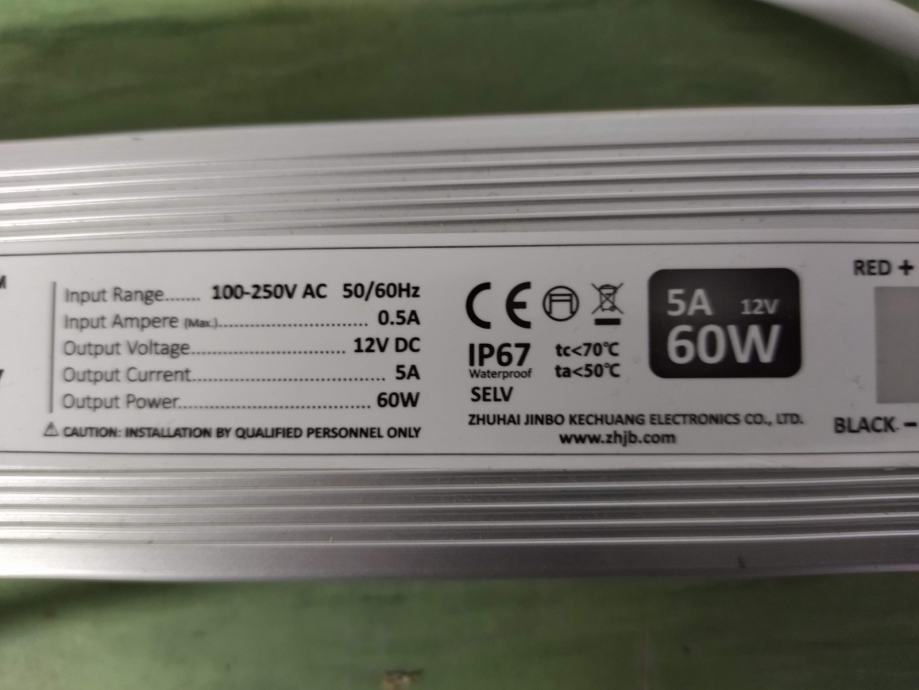 Input Range....... 100-250V AC 50/60Hz
Input Ampere (Max.)............................... 0.5A
Output Voltage............................... 12V DC
Output Current....................................... 5A
Output Power....................................... 60W
⚠ CAUTION: INSTALLATION BY QUALIFIED PERSONNEL ONLY
CE
IP67
Waterproof
tc<70℃
ta<50℃
SELV
5A 12V
60W
ZHUHAI JINBO KECHUANG ELECTRONICS CO., LTD.
www.zhjb.com
RED +
BLACK -